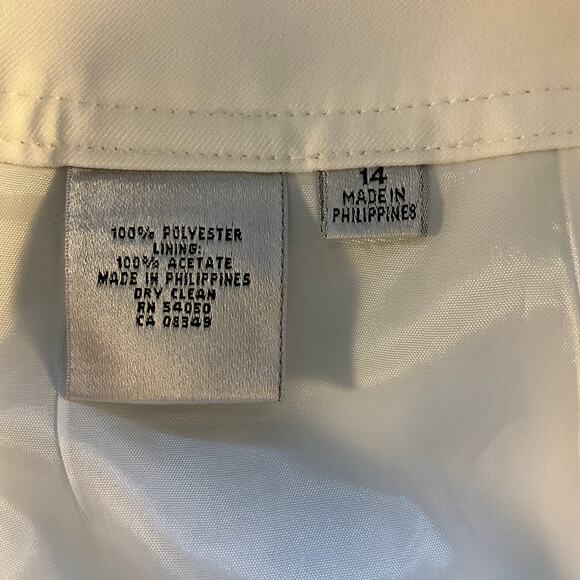 100% POLYESTER
LINING:
100% ACETATE
MADE IN PHILIPPINES
DRY CLEAN
RN 54050
CA 08349
14
MADE IN
PHILIPPINES